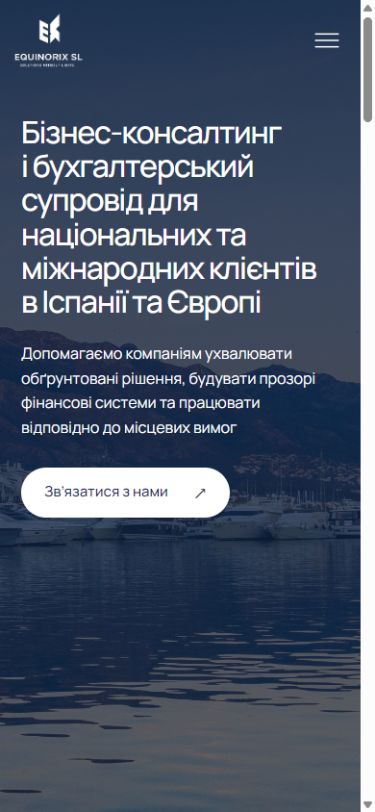 EQUINORIX SL
Бізнес-консалтинг
і бухгалтерський
супровід для
національних та
міжнародних клієнтів
в Іспанії та Європі
Допомагаємо компаніям ухвалювати
обґрунтовані рішення, будувати прозорі
фінансові системи та працювати
відповідно до місцевих вимог
Зв'язатися з нами